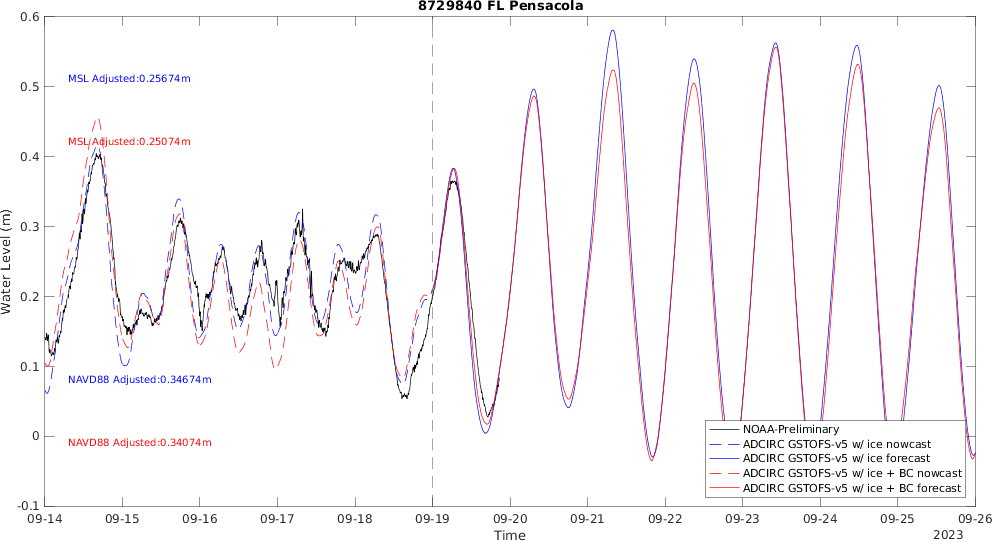 8729840 FL Pensacola
0.6
0.5
0.4
0.3
0.2
0.1
0
-0.1
Water Level (m)
MSL Adjusted:0.25674m
MSL Adjusted:0.25074m
NAVD88 Adjusted:0.34674m
NAVD88 Adjusted:0.34074m
NOAA-Preliminary
ADCIRC GSTOFS-v5 w/ ice nowcast
ADCIRC GSTOFS-v5 w/ ice forecast
ADCIRC GSTOFS-v5 w/ ice + BC nowcast
ADCIRC GSTOFS-v5 w/ ice + BC forecast
09-14 09-15 09-16 09-17 09-18 09-19 09-20 09-21 09-22 09-23 09-24 09-25 09-26
Time
2023